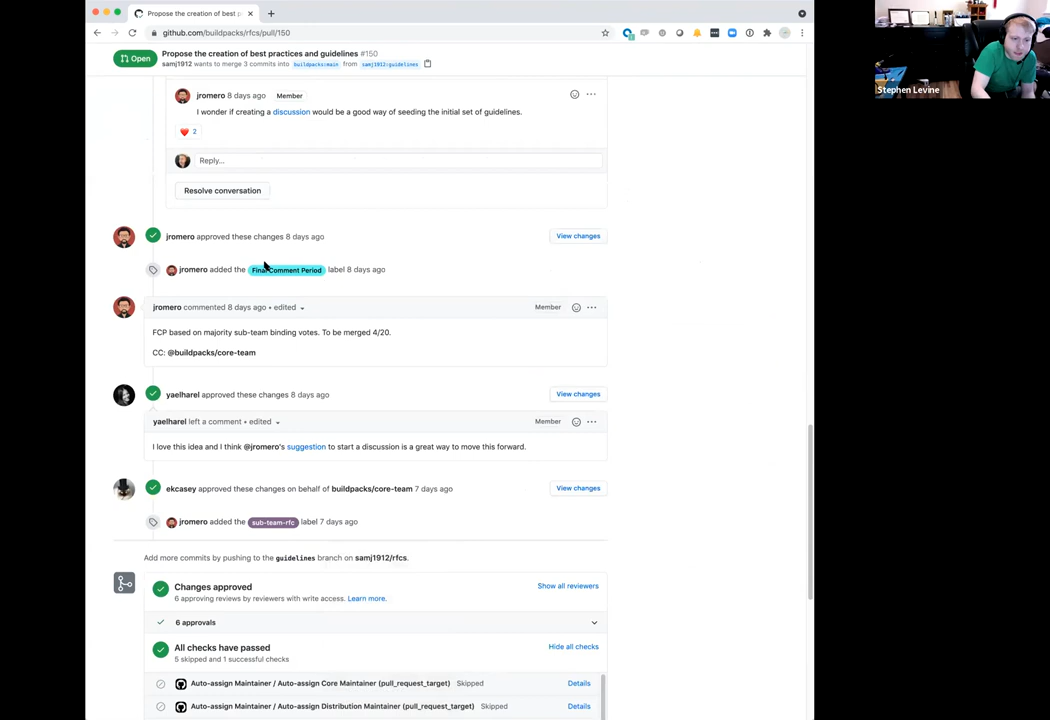 Propose the creation of best p
github.com/buildpacks/rfcs/pull/150
Open
Propose the creation of best practices and guidelines #150
samj1912 wants to merge 3 commits into buildpacks:main from samj1912:guidelines
Stephen Levine
jromero 8 days ago Member
I wonder if creating a discussion would be a good way of seeding the initial set of guidelines.
2
Reply...
Resolve conversation
jromero approved these changes 8 days ago
View changes
jromero added the Final Comment Period label 8 days ago
jromero commented 8 days ago • edited
Member
FCP based on majority sub-team binding votes. To be merged 4/20.
CC: @buildpacks/core-team
yaelharel approved these changes 8 days ago
View changes
yaelharel left a comment • edited
Member
I love this idea and I think @jromero's suggestion to start a discussion is a great way to move this forward.
ekcasey approved these changes on behalf of buildpacks/core-team 7 days ago
View changes
jromero added the sub-team-rfc label 7 days ago
Add more commits by pushing to the guidelines branch on samj1912/rfcs.
Changes approved
Show all reviewers
6 approving reviews by reviewers with write access. Learn more.
6 approvals
All checks have passed
Hide all checks
5 skipped and 1 successful checks
Auto-assign Maintainer / Auto-assign Core Maintainer (pull_request_target) Skipped
Details
Auto-assign Maintainer / Auto-assign Distribution Maintainer (pull_request_target) Skipped
Details